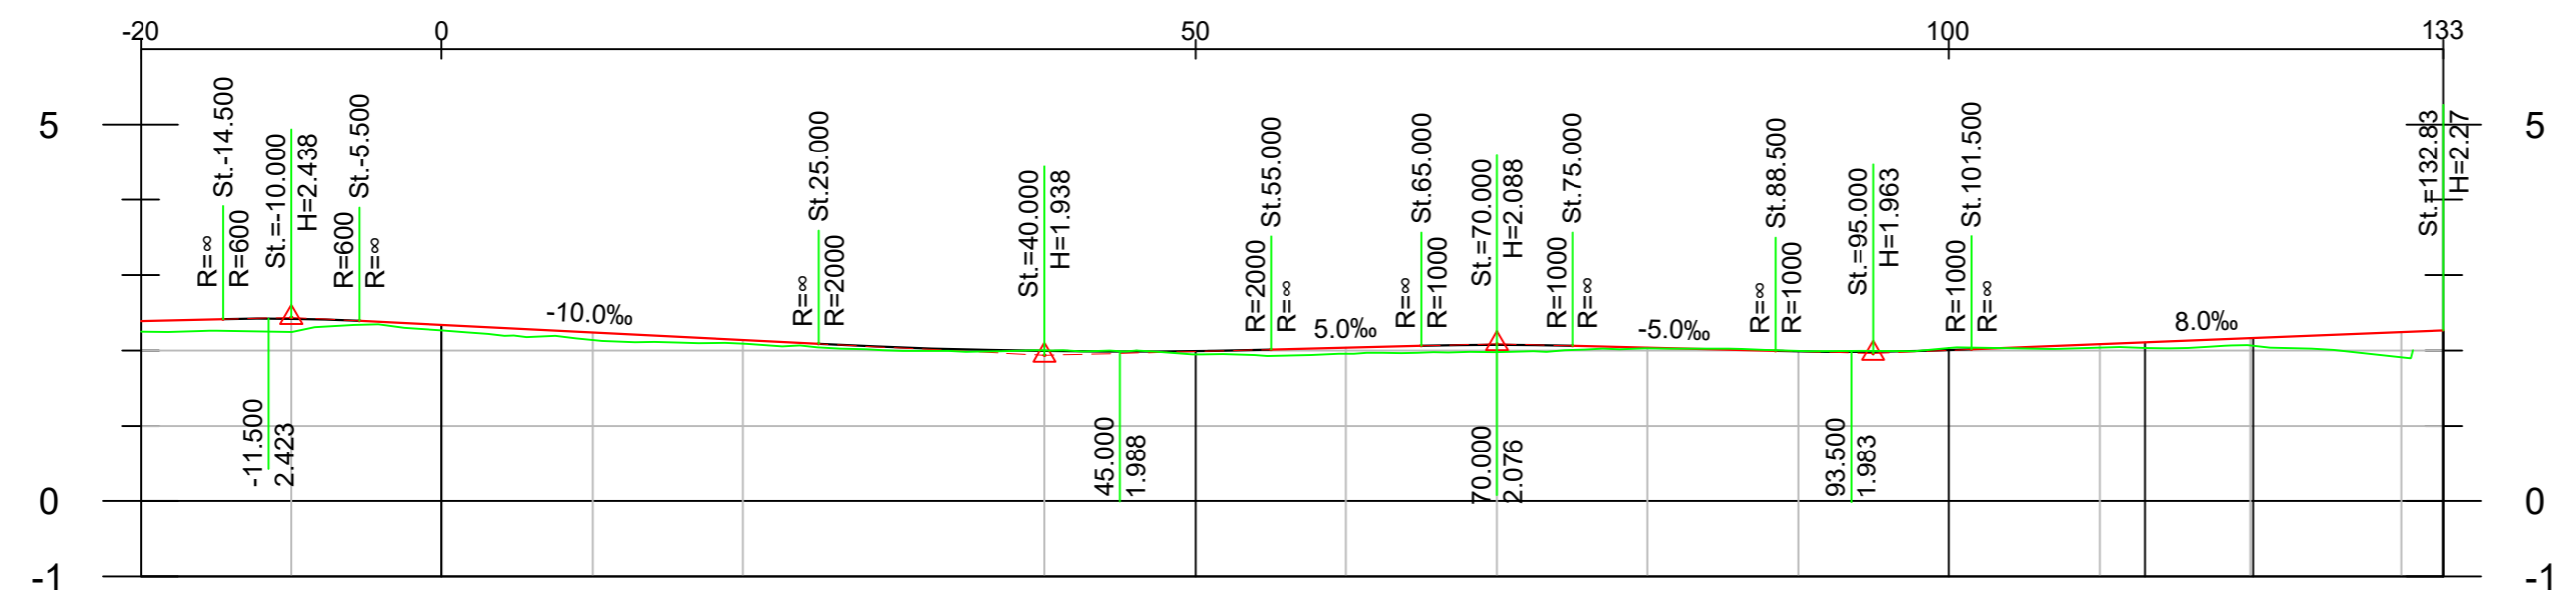 -20
0
50
100
133
5
5
St.-14.500
R=∞
R=600
St.=-10.000
H=2.438
St.-5.500
R=600
R=∞
-10.0‰
St.25.000
R=∞
R=2000
St.=40.000
H=1.938
St.55.000
R=2000
R=∞
5.0‰
St.65.000
R=∞
R=1000
St.=70.000
H=2.088
St.75.000
R=1000
R=∞
-5.0‰
St.88.500
R=∞
R=1000
St.=95.000
H=1.963
St.101.500
R=1000
R=∞
8.0‰
St.=132.83
H=2.27
-11.500
2.423
45.000
1.988
70.000
2.076
93.500
1.983
0
0
-1
-1